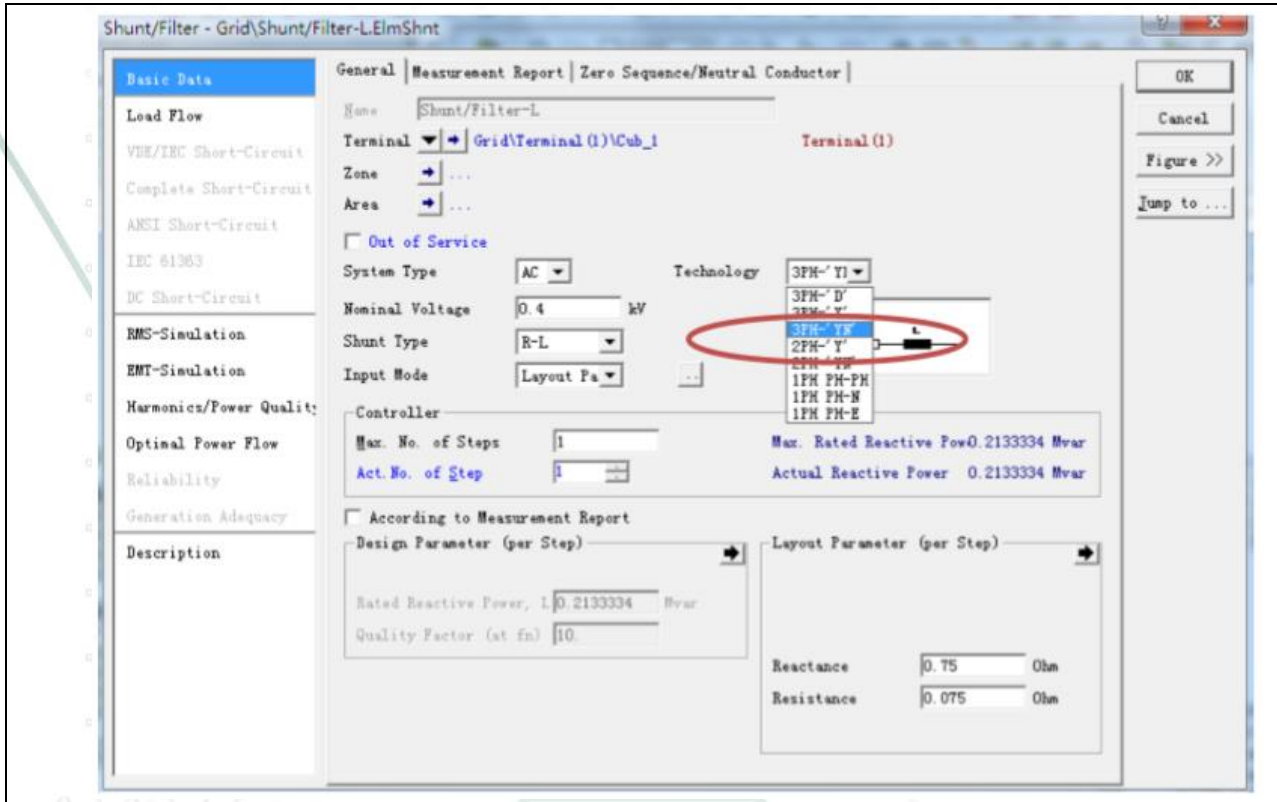 Shunt/Filter - Grid\Shunt/Filter-L.ElmShnt
Basic Data
Load Flow
VDE/IEC Short-Circuit
Complete Short-Circuit
ANSI Short-Circuit
IEC 61363
DC Short-Circuit
RMS-Simulation
EMT-Simulation
Harmonics/Power Quality
Optimal Power Flow
Reliability
Generation Adequacy
Description
General Measurement Report Zero Sequence/Neutral Conductor
Name Shunt/Filter-L
Terminal Grid\Terminal(1)\Cub_1 Terminal(1)
Zone ...
Area ...
Out of Service
System Type AC Technology 3PH-'YI
Nominal Voltage 0.4 kV
Shunt Type R-L
Input Mode Layout Pa ...
3PH-'D'
3PH-'Y'
3PH-'YN'
2PH-'Y'
2PH-'YN'
1PH PH-PH
1PH PH-N
1PH PH-E
L
Controller
Max. No. of Steps 1 Max. Rated Reactive Pow0.2133334 Mvar
Act.No. of Step 1 Actual Reactive Power 0.2133334 Mvar
According to Measurement Report
Design Parameter (per Step)
Rated Reactive Power, L 0.2133334 Mvar
Quality Factor (at fn) 10.
Layout Parameter (per Step)
Reactance 0.75 Ohm
Resistance 0.075 Ohm
OK
Cancel
Figure >>
Jump to ...